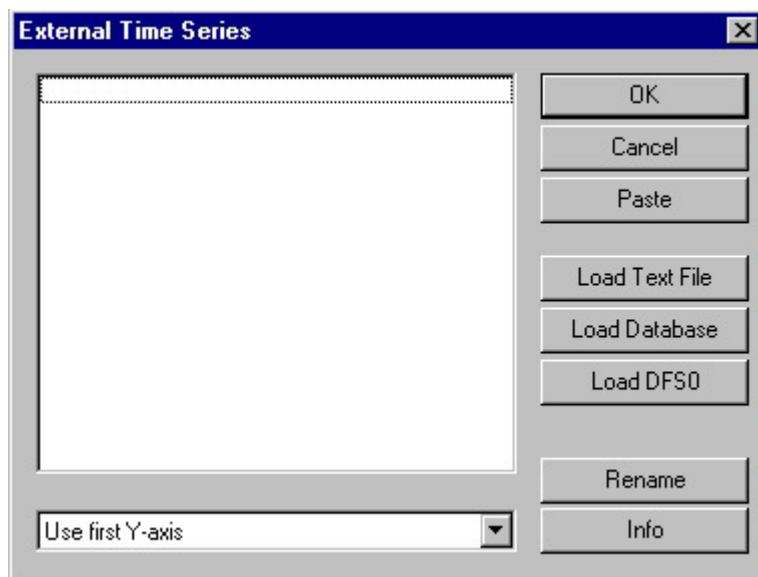 External Time Series
OK
Cancel
Paste
Load Text File
Load Database
Load DFS0
Rename
Use first Y-axis
Info